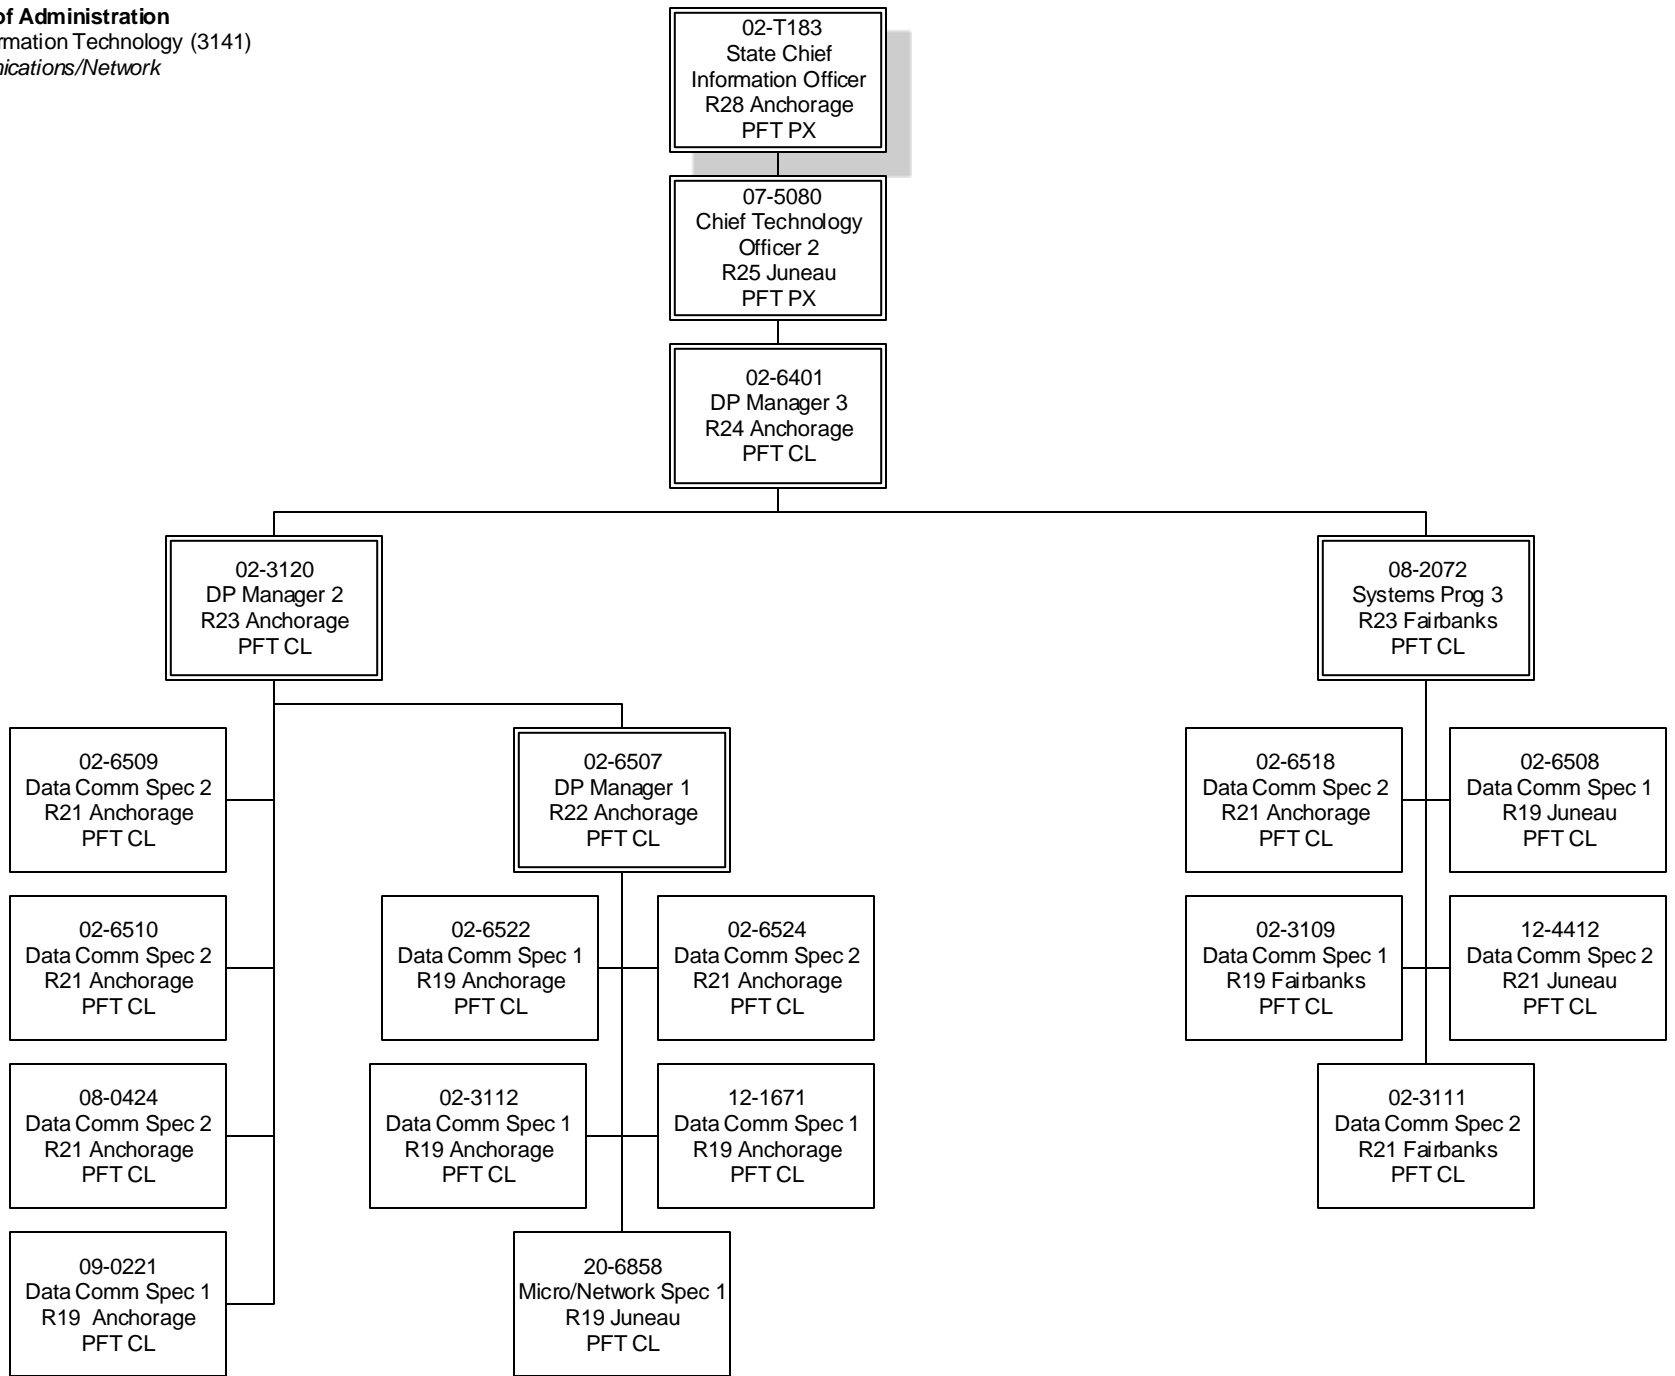 of Administration
rmation Technology (3141)
nications/Network
02-T183
State Chief
Information Officer
R28 Anchorage
PFT PX
07-5080
Chief Technology
Officer 2
R25 Juneau
PFT PX
02-6401
DP Manager 3
R24 Anchorage
PFT CL
02-3120
DP Manager 2
R23 Anchorage
PFT CL
08-2072
Systems Prog 3
R23 Fairbanks
PFT CL
02-6509
Data Comm Spec 2
R21 Anchorage
PFT CL
02-6507
DP Manager 1
R22 Anchorage
PFT CL
02-6518
Data Comm Spec 2
R21 Anchorage
PFT CL
02-6508
Data Comm Spec 1
R19 Juneau
PFT CL
02-6510
Data Comm Spec 2
R21 Anchorage
PFT CL
02-6522
Data Comm Spec 1
R19 Anchorage
PFT CL
02-6524
Data Comm Spec 2
R21 Anchorage
PFT CL
02-3109
Data Comm Spec 1
R19 Fairbanks
PFT CL
12-4412
Data Comm Spec 2
R21 Juneau
PFT CL
08-0424
Data Comm Spec 2
R21 Anchorage
PFT CL
02-3112
Data Comm Spec 1
R19 Anchorage
PFT CL
12-1671
Data Comm Spec 1
R19 Anchorage
PFT CL
02-3111
Data Comm Spec 2
R21 Fairbanks
PFT CL
09-0221
Data Comm Spec 1
R19 Anchorage
PFT CL
20-6858
Micro/Network Spec 1
R19 Juneau
PFT CL